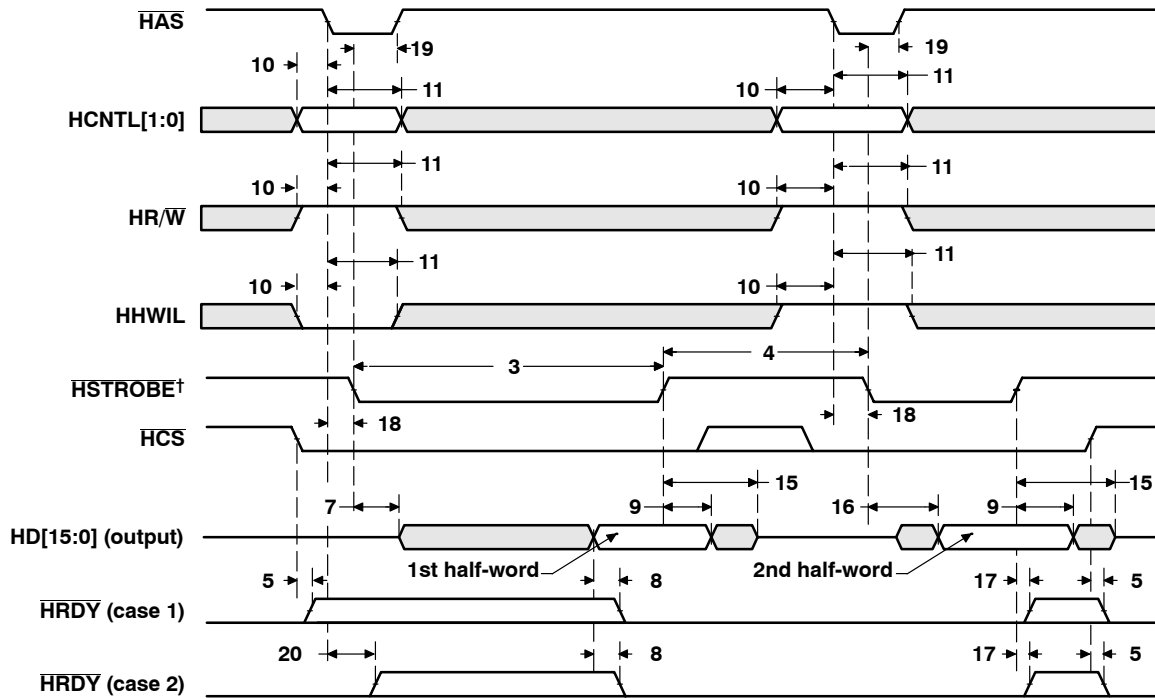 HAS
19 19
10 11 10 11
HCNTL[1:0]
11 11
10 10
HR/W
11 11
10 10
HHWIL
3 4
HSTROBE†
18 18
HCS
15 15
7 9 16 9
HD[15:0] (output)
1st half-word 2nd half-word
5 8 17 5
HRDY (case 1)
20 8 17 5
HRDY (case 2)